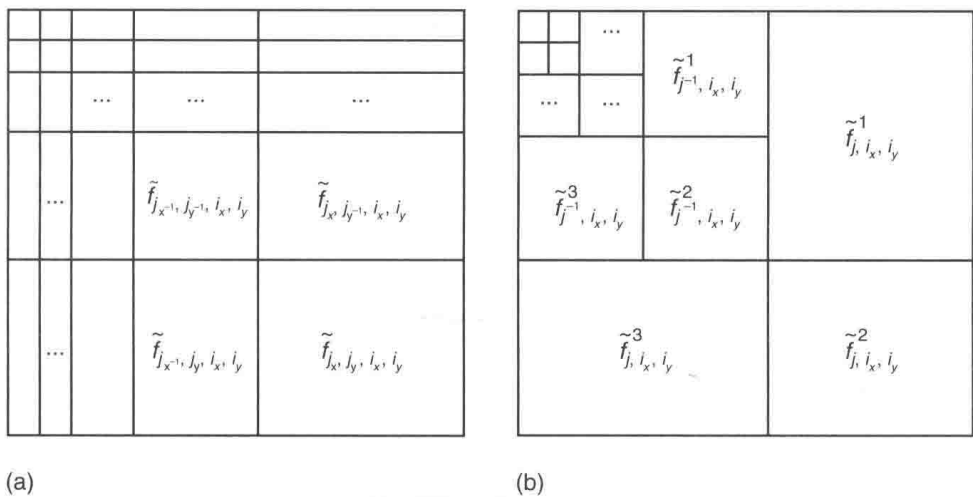 ... ... ...
... f̃ⱼₓ₋₁, j_y-1, i_x, i_y f̃j_x, j_y-1, i_x, i_y
... f̃j_x-1, j_y, i_x, i_y f̃j_x, j_y, i_x, i_y
(a)
...
f̃¹j-1, i_x, i_y
... ...
f̃¹j, i_x, i_y
f̃³j-1, i_x, i_y f̃²j-1, i_x, i_y
f̃³j, i_x, i_y f̃²j, i_x, i_y
(b)